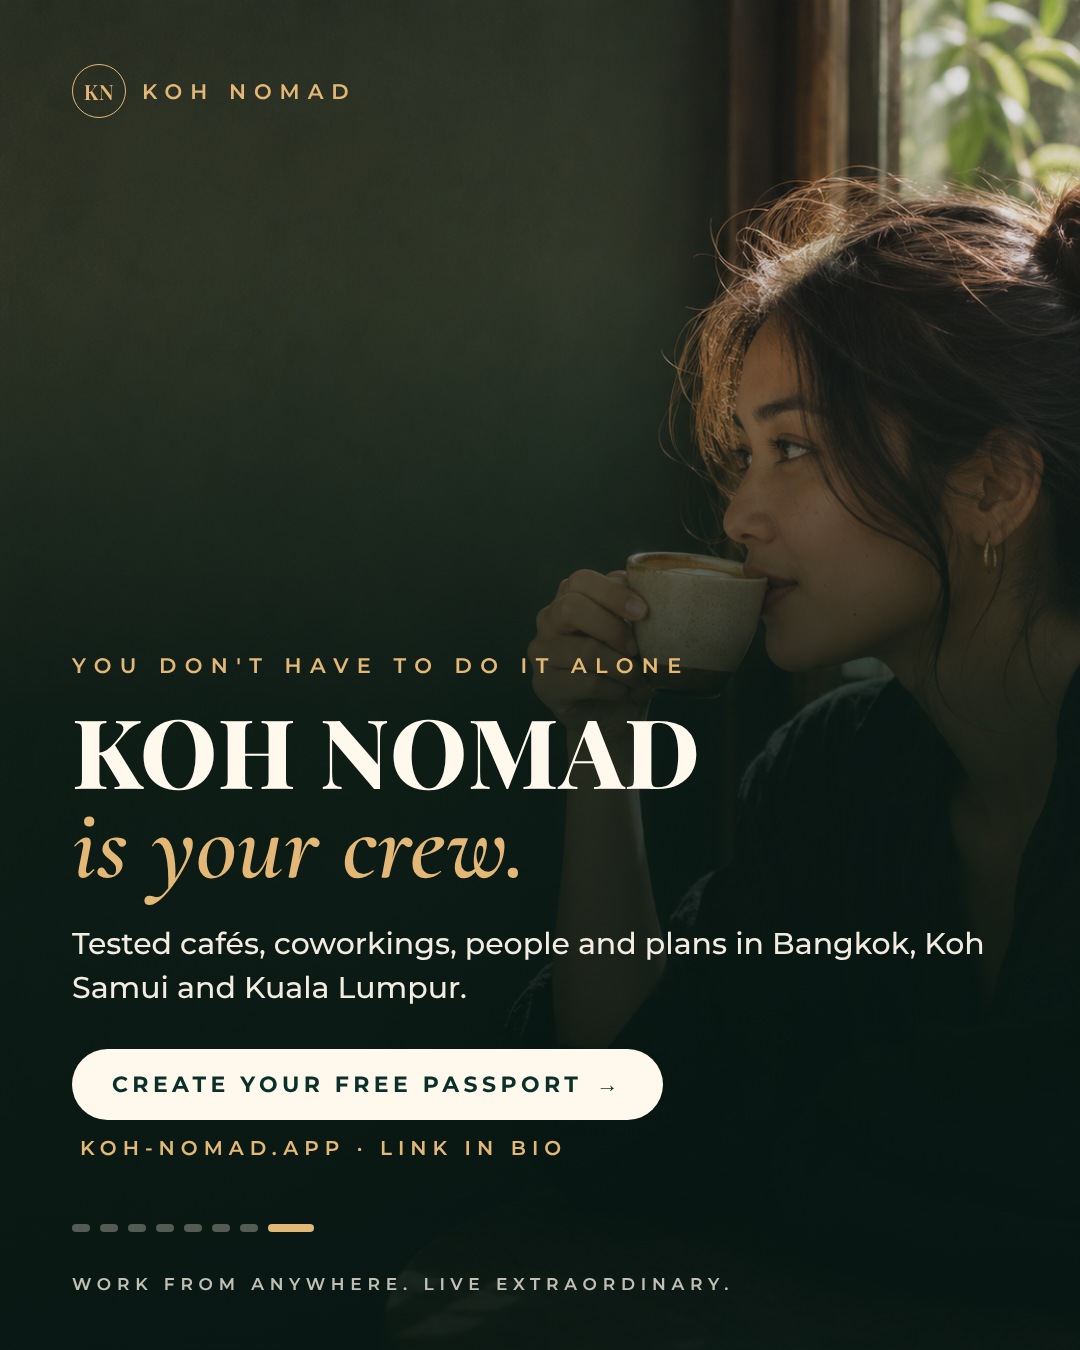 KN KOH NOMAD
YOU DON'T HAVE TO DO IT ALONE
KOH NOMAD
is your crew.
Tested cafés, coworkings, people and plans in Bangkok, Koh
Samui and Kuala Lumpur.
CREATE YOUR FREE PASSPORT →
KOH-NOMAD.APP · LINK IN BIO
WORK FROM ANYWHERE. LIVE EXTRAORDINARY.